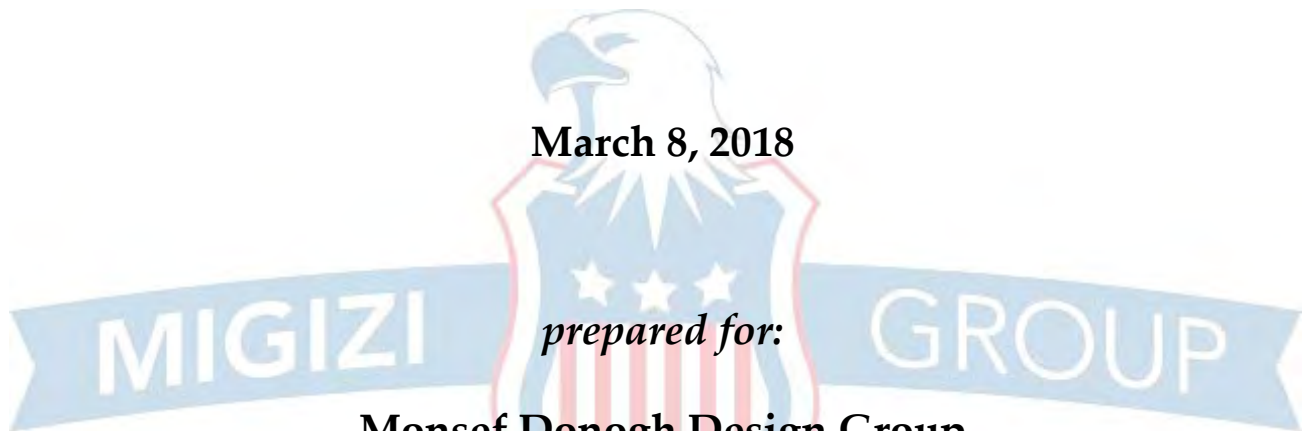 March 8, 2018
MIGIZI GROUP
prepared for:
Monsef Donogh Design Group